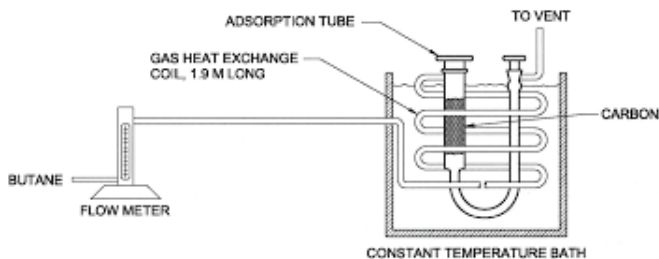 ADSORPTION TUBE
TO VENT
GAS HEAT EXCHANGE
COIL, 1.9 M LONG
CARBON
BUTANE
FLOW METER
CONSTANT TEMPERATURE BATH